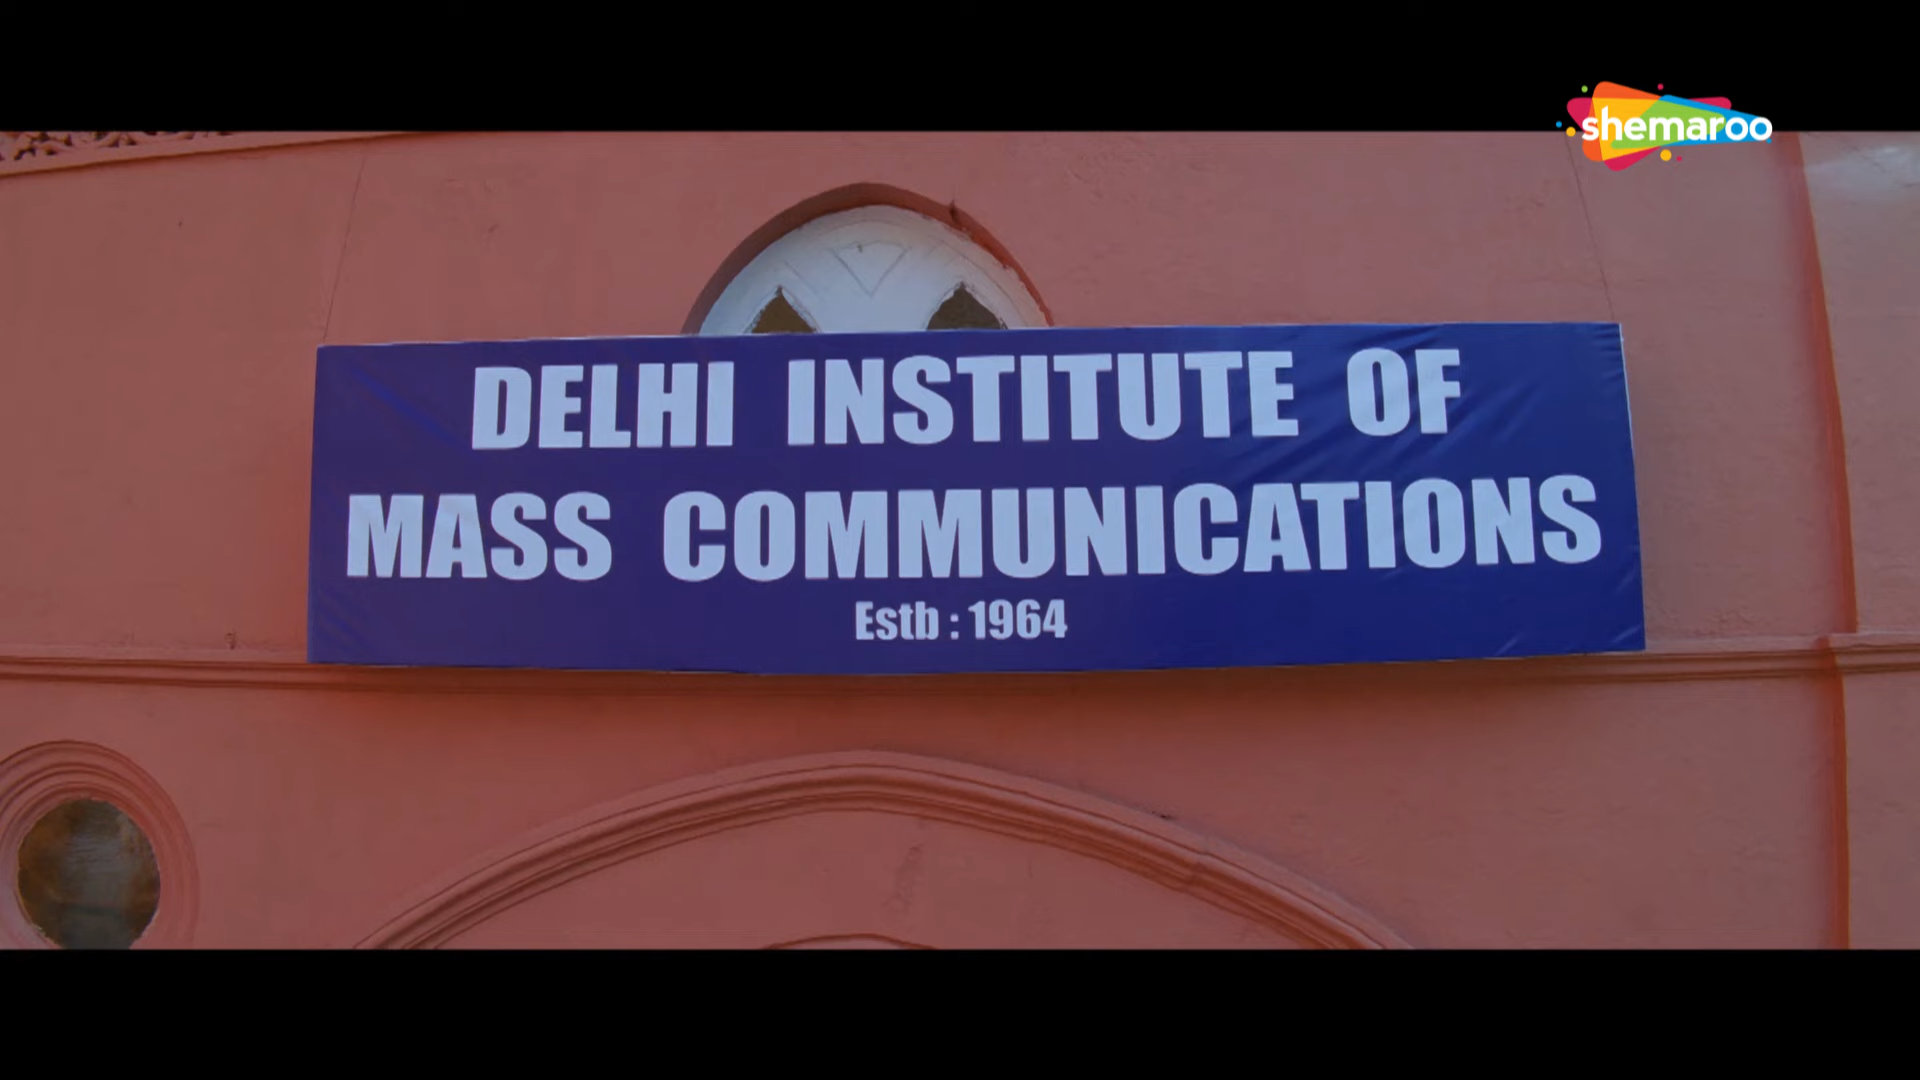 shemaroo
DELHI INSTITUTE OF
MASS COMMUNICATIONS
Estb : 1964